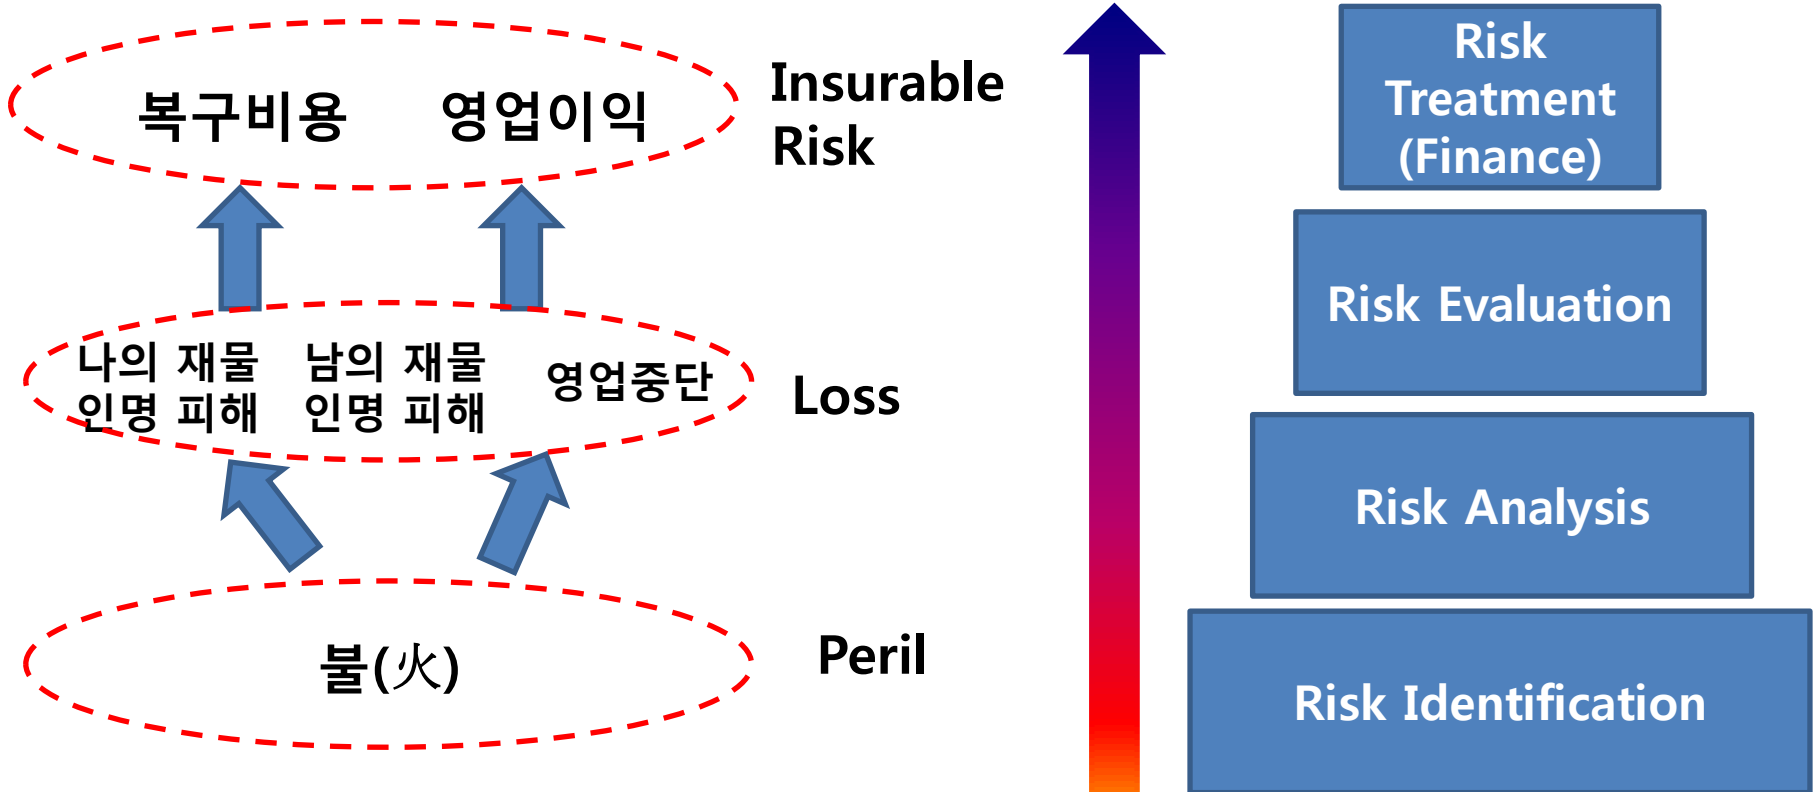 복구비용 영업이익
Insurable
Risk
나의 재물
인명 피해
남의 재물
인명 피해
영업중단
Loss
불(火)
Peril
Risk
Treatment
(Finance)
Risk Evaluation
Risk Analysis
Risk Identification